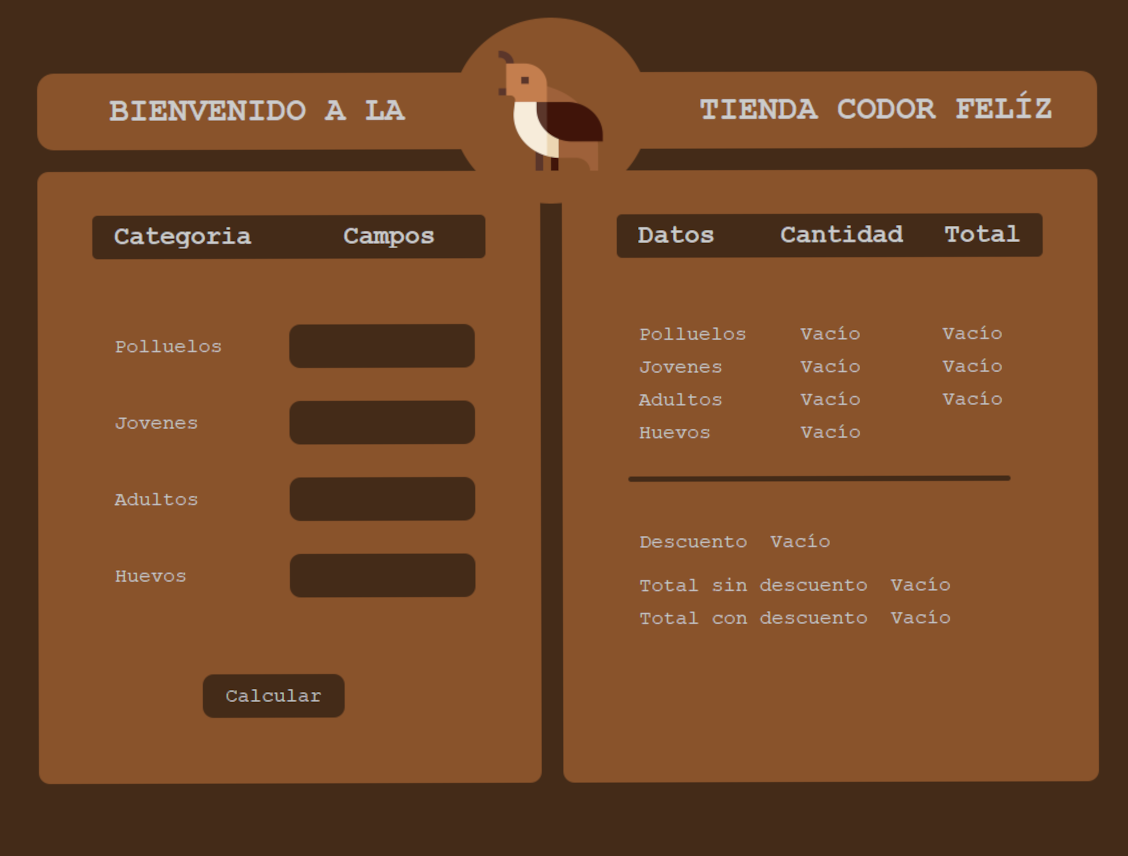 BIENVENIDO A LA TIENDA CODOR FELÍZ
Categoria Campos
Polluelos
Jovenes
Adultos
Huevos
Calcular
Datos Cantidad Total
Polluelos Vacío Vacío
Jovenes Vacío Vacío
Adultos Vacío Vacío
Huevos Vacío
Descuento Vacío
Total sin descuento Vacío
Total con descuento Vacío